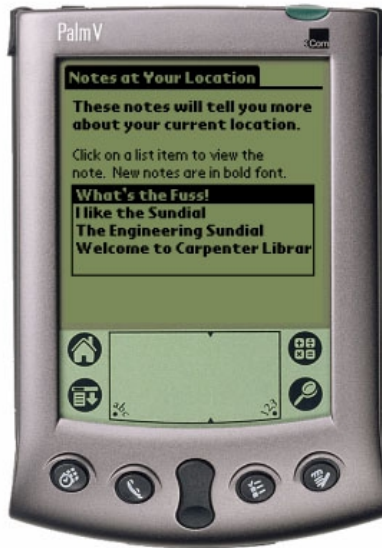 PalmV
3Com
Notes at Your Location
These notes will tell you more
about your current location.
Click on a list item to view the
note. New notes are in bold font.
What's the Fuss!
I like the Sundial
The Engineering Sundial
Welcome to Carpenter Librar
abc
123